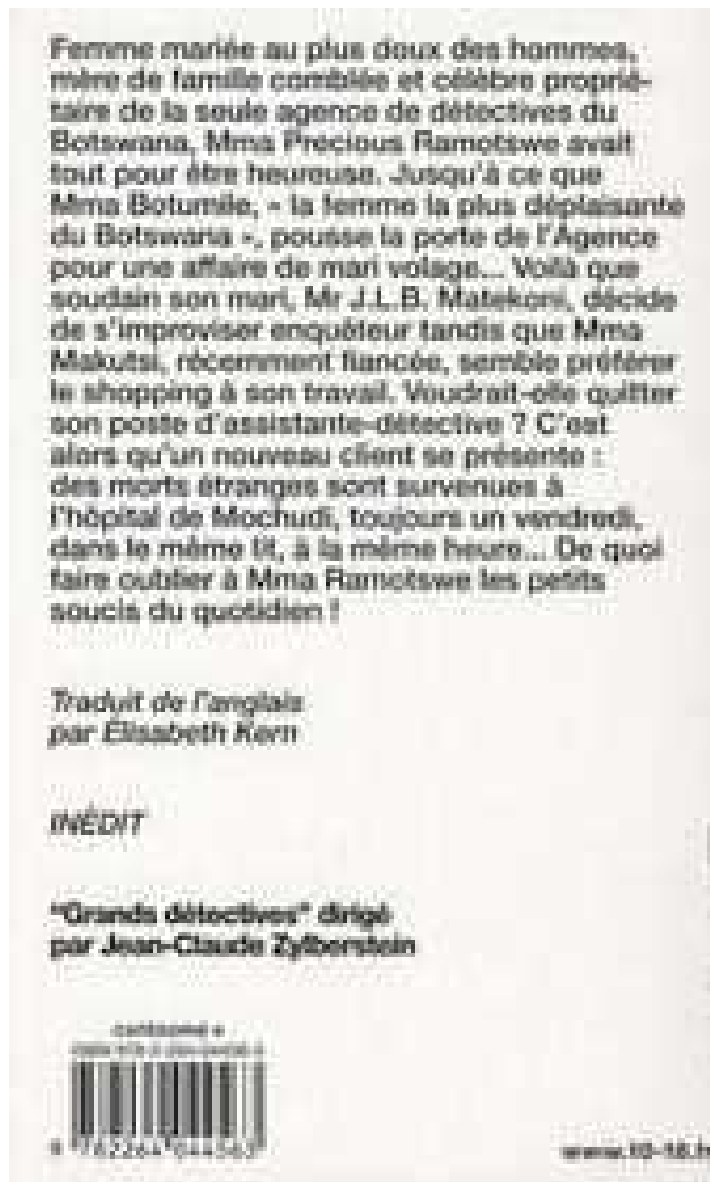 Femme mariée au plus doux des hommes,
mère de famille comblée et célèbre proprié-
taire de la seule agence de détectives du
Botswana, Mma Precious Ramotswe avait
tout pour être heureuse. Jusqu'à ce que
Mma Botumile, « la femme la plus déplaisante
du Botswana », pousse la porte de l'Agence
pour une affaire de mari volage... Voilà que
soudain son mari, Mr J.L.B. Matekoni, décide
de s'improviser enquêteur tandis que Mma
Makutsi, récemment fiancée, semble préférer
le shopping à son travail. Voudrait-elle quitter
son poste d'assistante-détective ? C'est
alors qu'un nouveau client se présente :
des morts étranges sont survenues à
l'hôpital de Mochudi, toujours un vendredi,
dans le même lit, à la même heure... De quoi
faire oublier à Mma Ramotswe les petits
soucis du quotidien !
Traduit de l'anglais
par Élisabeth Kern
INÉDIT
"Grands détectives" dirigé
par Jean-Claude Zylberstein